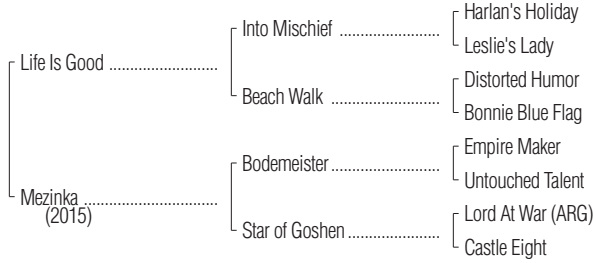 Harlan's Holiday
Into Mischief ....................
Leslie's Lady
Life Is Good ..........................
Distorted Humor
Beach Walk ......................
Bonnie Blue Flag
Empire Maker
Bodemeister......................
Untouched Talent
Mezinka ................................
(2015)
Lord At War (ARG)
Star of Goshen ..................
Castle Eight